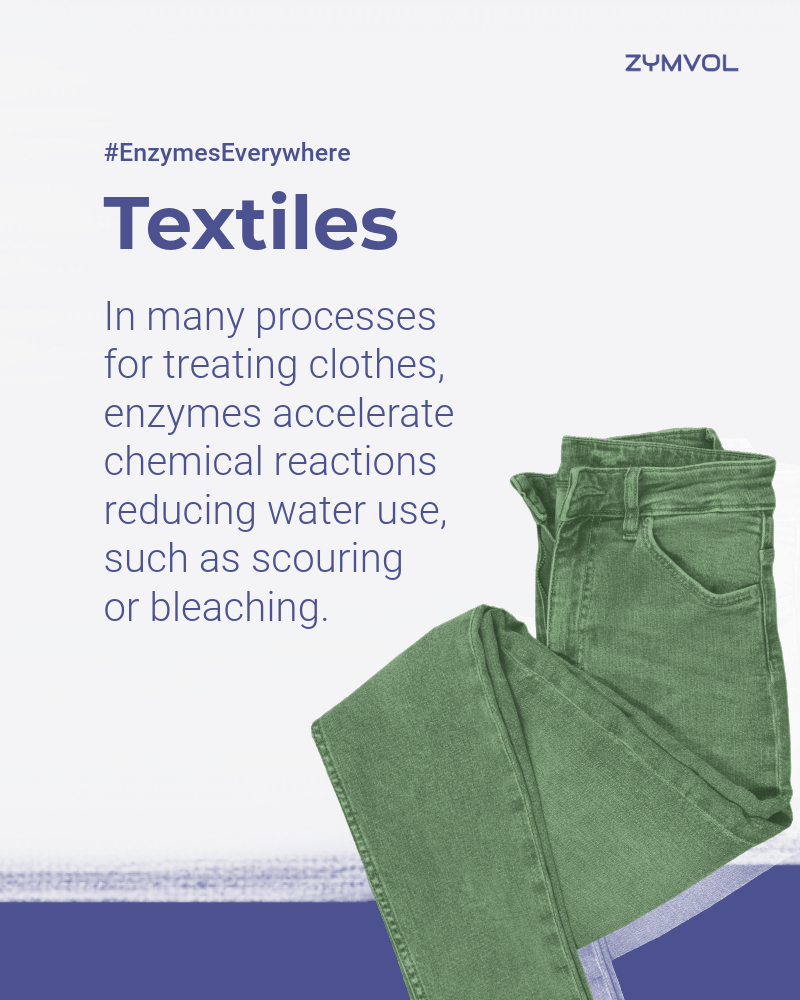 ZYMVOL
#EnzymesEverywhere
Textiles
In many processes
for treating clothes,
enzymes accelerate
chemical reactions
reducing water use,
such as scouring
or bleaching.